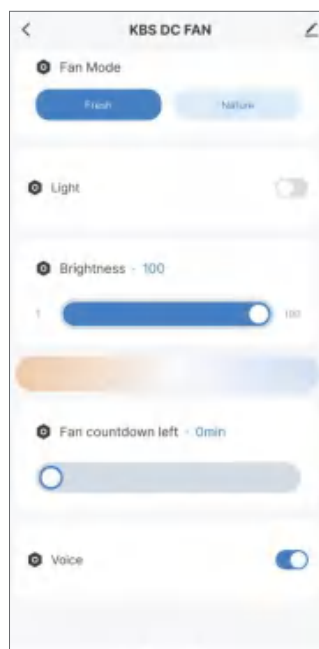 KBS DC FAN
Fan Mode
Fresh Nature
Light
Brightness - 100
1 100
Fan countdown left - 0min
Voice